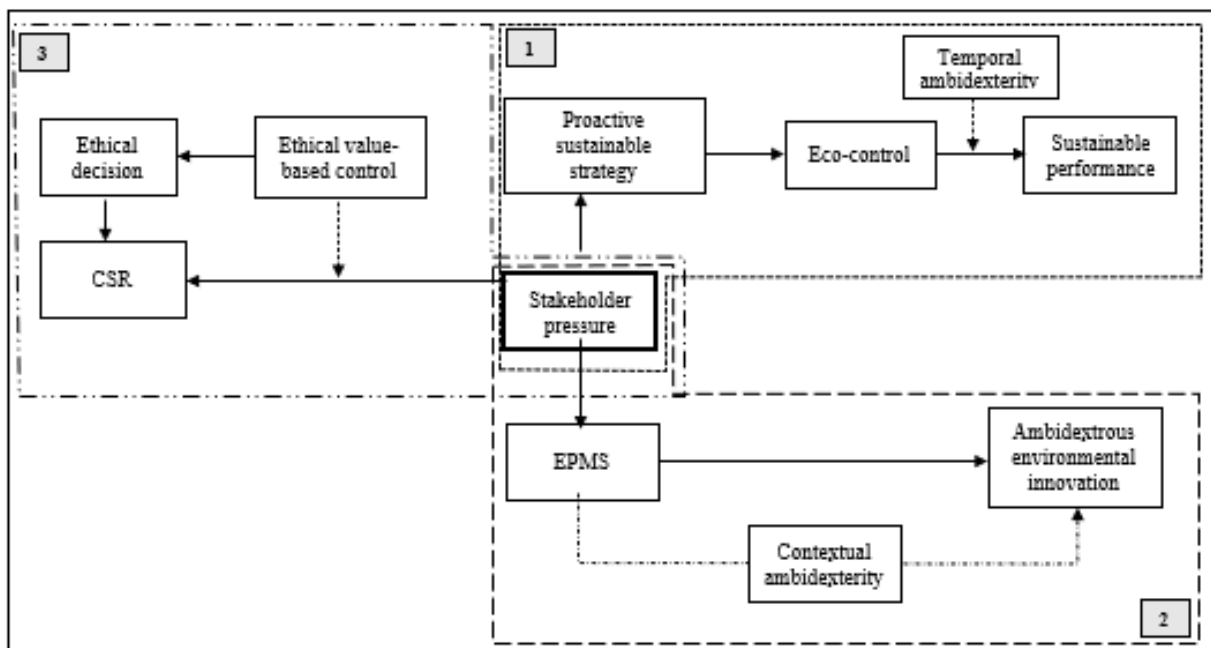 3
1
Temporal
ambidexterity
Proactive
sustainable
strategy
Eco-control
Sustainable
performance
Ethical
decision
Ethical value-
based control
CSR
Stakeholder
pressure
EPMS
Ambidextrous
environmental
innovation
Contextual
ambidexterity
2